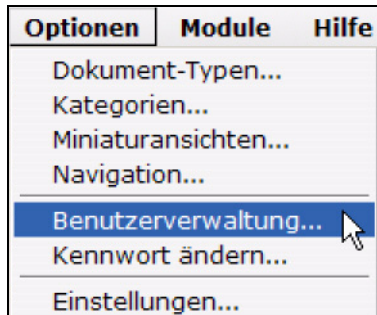 Optionen Module Hilfe
Dokument-Typen...
Kategorien...
Miniaturansichten...
Navigation...
Benutzerverwaltung...
Kennwort ändern...
Einstellungen...